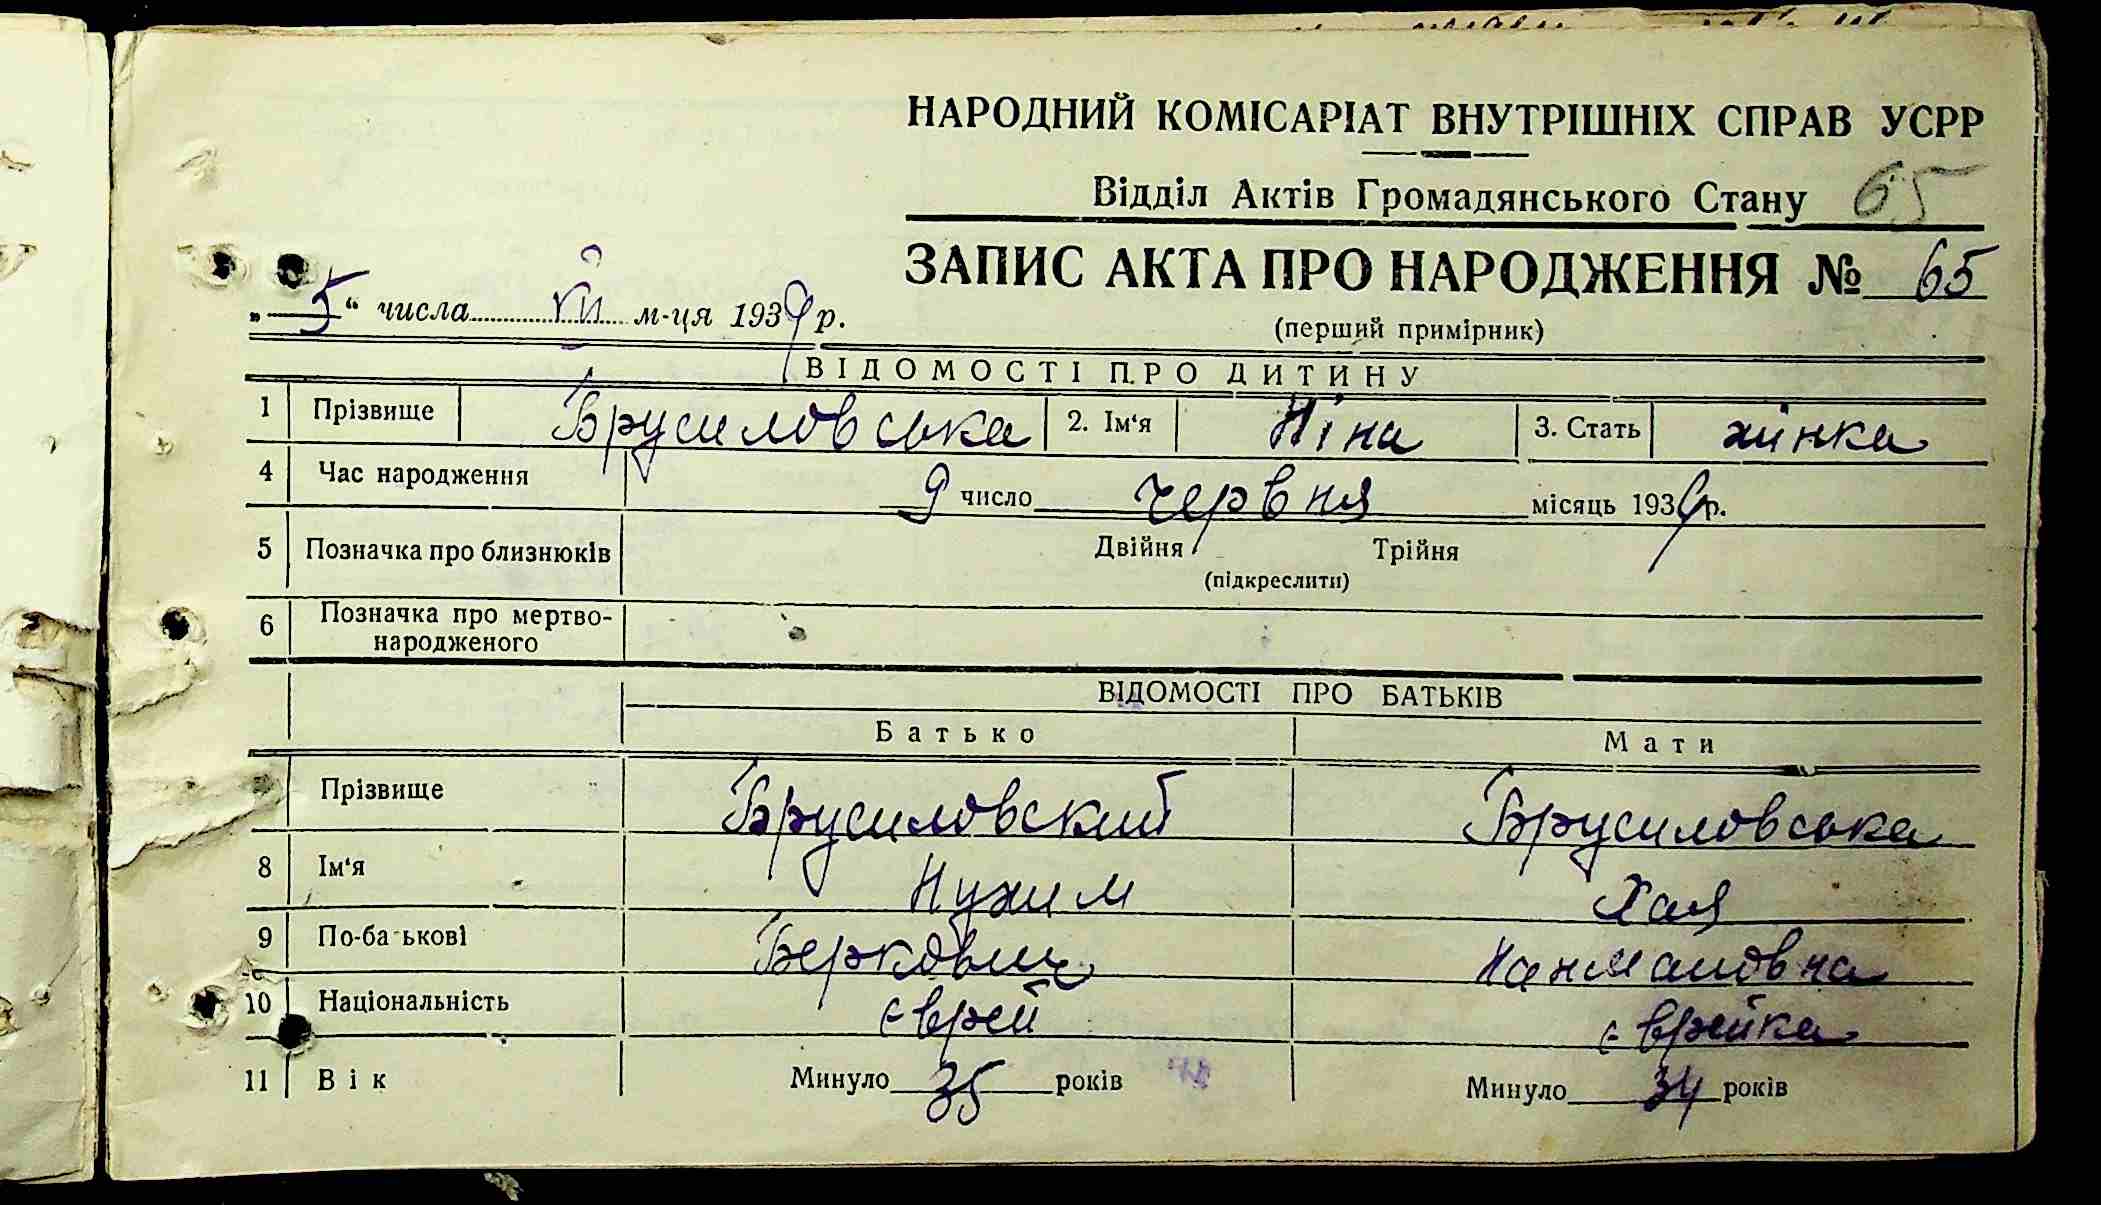 НАРОДНИЙ КОМІСАРІАТ ВНУТРІШНІХ СПРАВ УСРР
Відділ Актів Громадянського Стану 65
ЗАПИС АКТА ПРО НАРОДЖЕННЯ № 65
„ 5 “ числа VII м-ця 1939 р.
(перший примірник)
ВІДОМОСТІ ПРО ДИТИНУ
1 Прізвище Брусиловська 2. Ім‘я Ніна 3. Стать жінка
4 Час народження 9 число червня місяць 1939 р.
5 Позначка про близнюків Двійня Трійня
(підкреслити)
6 Позначка про мертво-
народженого
ВІДОМОСТІ ПРО БАТЬКІВ
Батько Мати
Прізвище Брусиловский Брусиловська
8 Ім‘я Нухим Хая
9 По-ба ькові Беркович
10 Національність єврей єврейка
11 Вік Минуло 35 років Минуло 34 років